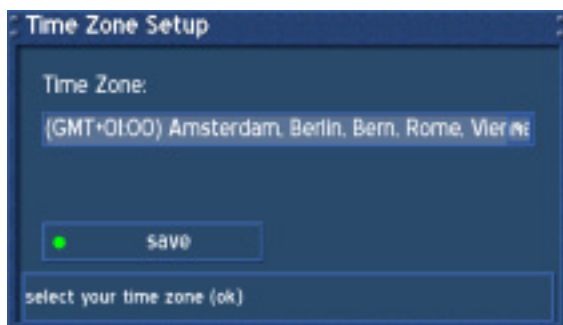 Time Zone Setup
Time Zone:
(GMT+01:00) Amsterdam, Berlin, Bern, Rome,
save
select your time zone (ok)